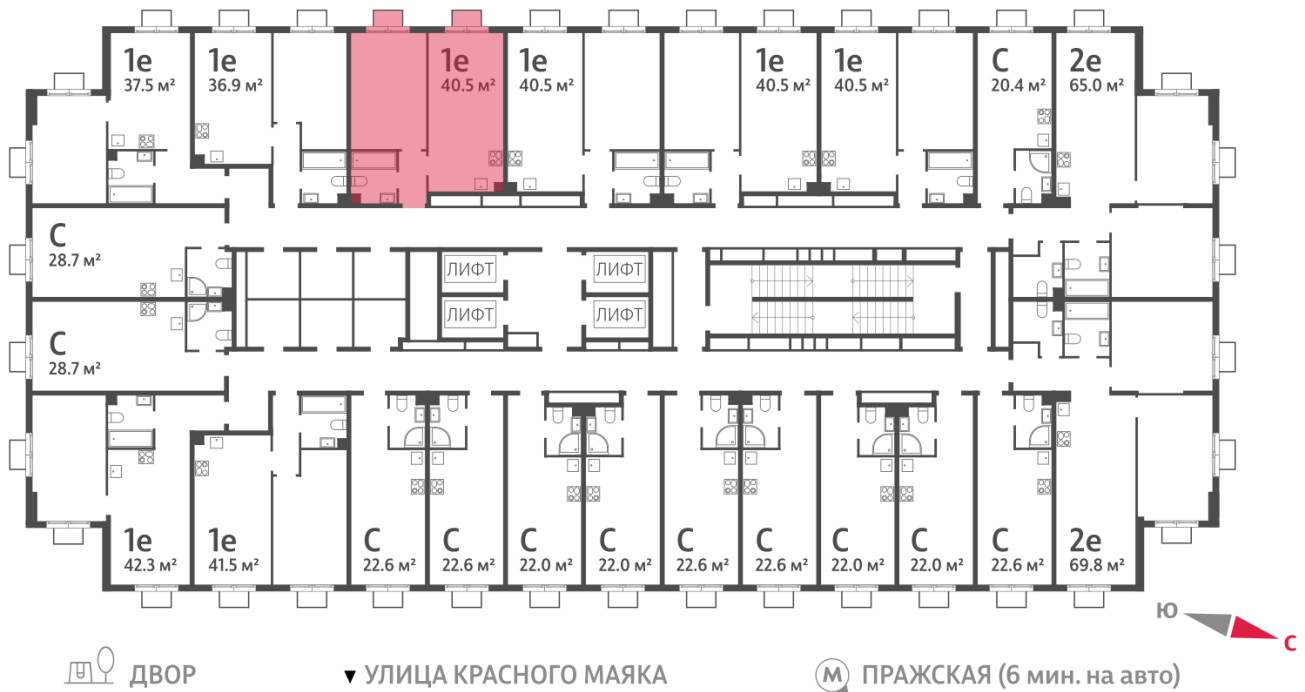 1е
37.5 м²
1е
36.9 м²
1е
40.5 м²
1е
40.5 м²
1е
40.5 м²
1е
40.5 м²
С
20.4 м²
2е
65.0 м²
С
28.7 м²
ЛИФТ
ЛИФТ
ЛИФТ
ЛИФТ
С
28.7 м²
1е
42.3 м²
1е
41.5 м²
С
22.6 м²
С
22.6 м²
С
22.0 м²
С
22.0 м²
С
22.6 м²
С
22.6 м²
С
22.0 м²
С
22.0 м²
С
22.6 м²
2е
69.8 м²
Ю
С
ДВОР
УЛИЦА КРАСНОГО МАЯКА
М ПРАЖСКАЯ (6 мин. на авто)